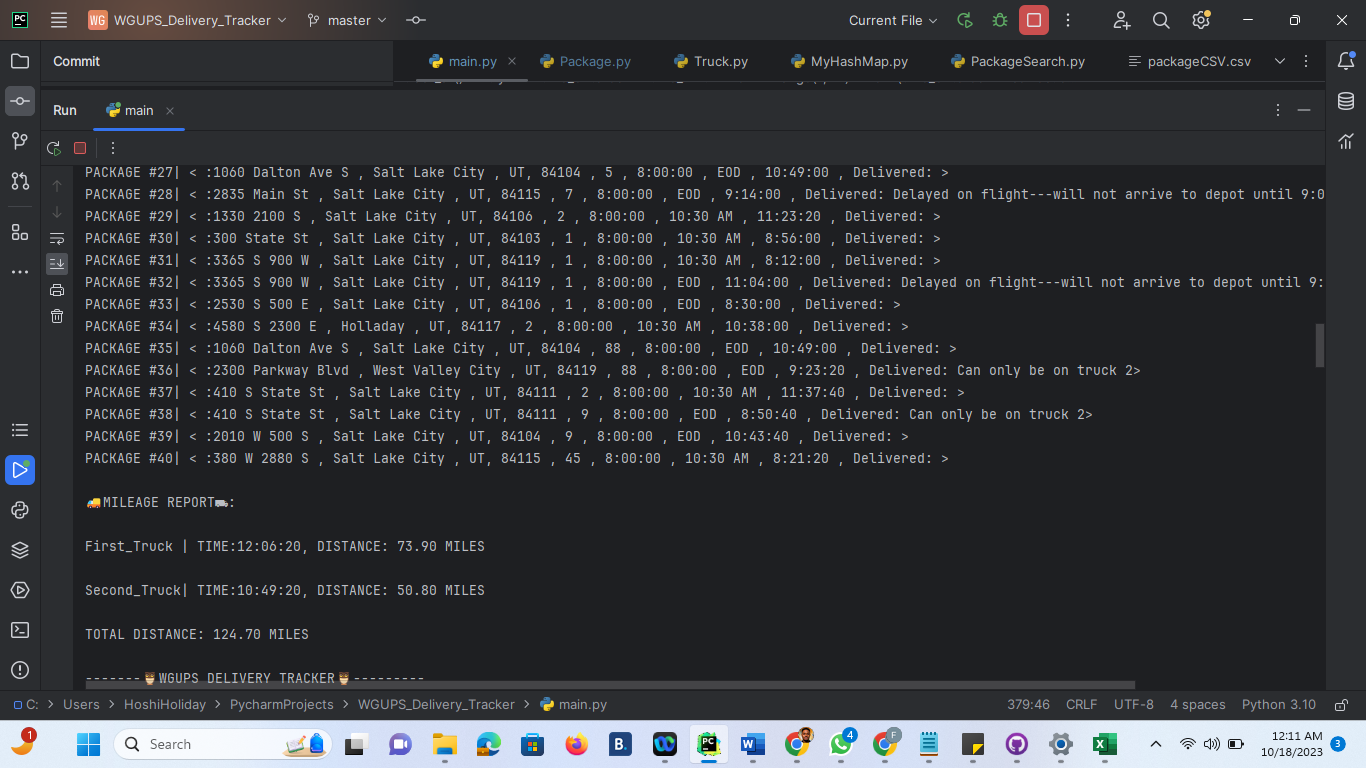 PC WG WGUPS_Delivery_Tracker master Current File
Commit main.py Package.py Truck.py MyHashMap.py PackageSearch.py packageCSV.csv
Run main
PACKAGE #27| < :1060 Dalton Ave S , Salt Lake City , UT, 84104 , 5 , 8:00:00 , EOD , 10:49:00 , Delivered: >
PACKAGE #28| < :2835 Main St , Salt Lake City , UT, 84115 , 7 , 8:00:00 , EOD , 9:14:00 , Delivered: Delayed on flight---will not arrive to depot until 9:0
PACKAGE #29| < :1330 2100 S , Salt Lake City , UT, 84106 , 2 , 8:00:00 , 10:30 AM , 11:23:20 , Delivered: >
PACKAGE #30| < :300 State St , Salt Lake City , UT, 84103 , 1 , 8:00:00 , 10:30 AM , 8:56:00 , Delivered: >
PACKAGE #31| < :3365 S 900 W , Salt Lake City , UT, 84119 , 1 , 8:00:00 , 10:30 AM , 8:12:00 , Delivered: >
PACKAGE #32| < :3365 S 900 W , Salt Lake City , UT, 84119 , 1 , 8:00:00 , EOD , 11:04:00 , Delivered: Delayed on flight---will not arrive to depot until 9:
PACKAGE #33| < :2530 S 500 E , Salt Lake City , UT, 84106 , 1 , 8:00:00 , EOD , 8:30:00 , Delivered: >
PACKAGE #34| < :4580 S 2300 E , Holladay , UT, 84117 , 2 , 8:00:00 , 10:30 AM , 10:38:00 , Delivered: >
PACKAGE #35| < :1060 Dalton Ave S , Salt Lake City , UT, 84104 , 88 , 8:00:00 , EOD , 10:49:00 , Delivered: >
PACKAGE #36| < :2300 Parkway Blvd , West Valley City , UT, 84119 , 88 , 8:00:00 , EOD , 9:23:20 , Delivered: Can only be on truck 2>
PACKAGE #37| < :410 S State St , Salt Lake City , UT, 84111 , 2 , 8:00:00 , 10:30 AM , 11:37:40 , Delivered: >
PACKAGE #38| < :410 S State St , Salt Lake City , UT, 84111 , 9 , 8:00:00 , EOD , 8:50:40 , Delivered: Can only be on truck 2>
PACKAGE #39| < :2010 W 500 S , Salt Lake City , UT, 84104 , 9 , 8:00:00 , EOD , 10:43:40 , Delivered: >
PACKAGE #40| < :380 W 2880 S , Salt Lake City , UT, 84115 , 45 , 8:00:00 , 10:30 AM , 8:21:20 , Delivered: >
🚚MILEAGE REPORT⛟:
First_Truck | TIME:12:06:20, DISTANCE: 73.90 MILES
Second_Truck| TIME:10:49:20, DISTANCE: 50.80 MILES
TOTAL DISTANCE: 124.70 MILES
-------🦉WGUPS DELIVERY TRACKER🦉---------
C: > Users > HoshiHoliday > PycharmProjects > WGUPS_Delivery_Tracker > main.py 379:46 CRLF UTF-8 4 spaces Python 3.10
1 Search B. PC W 4 F X 12:11 AM 3
10/18/2023